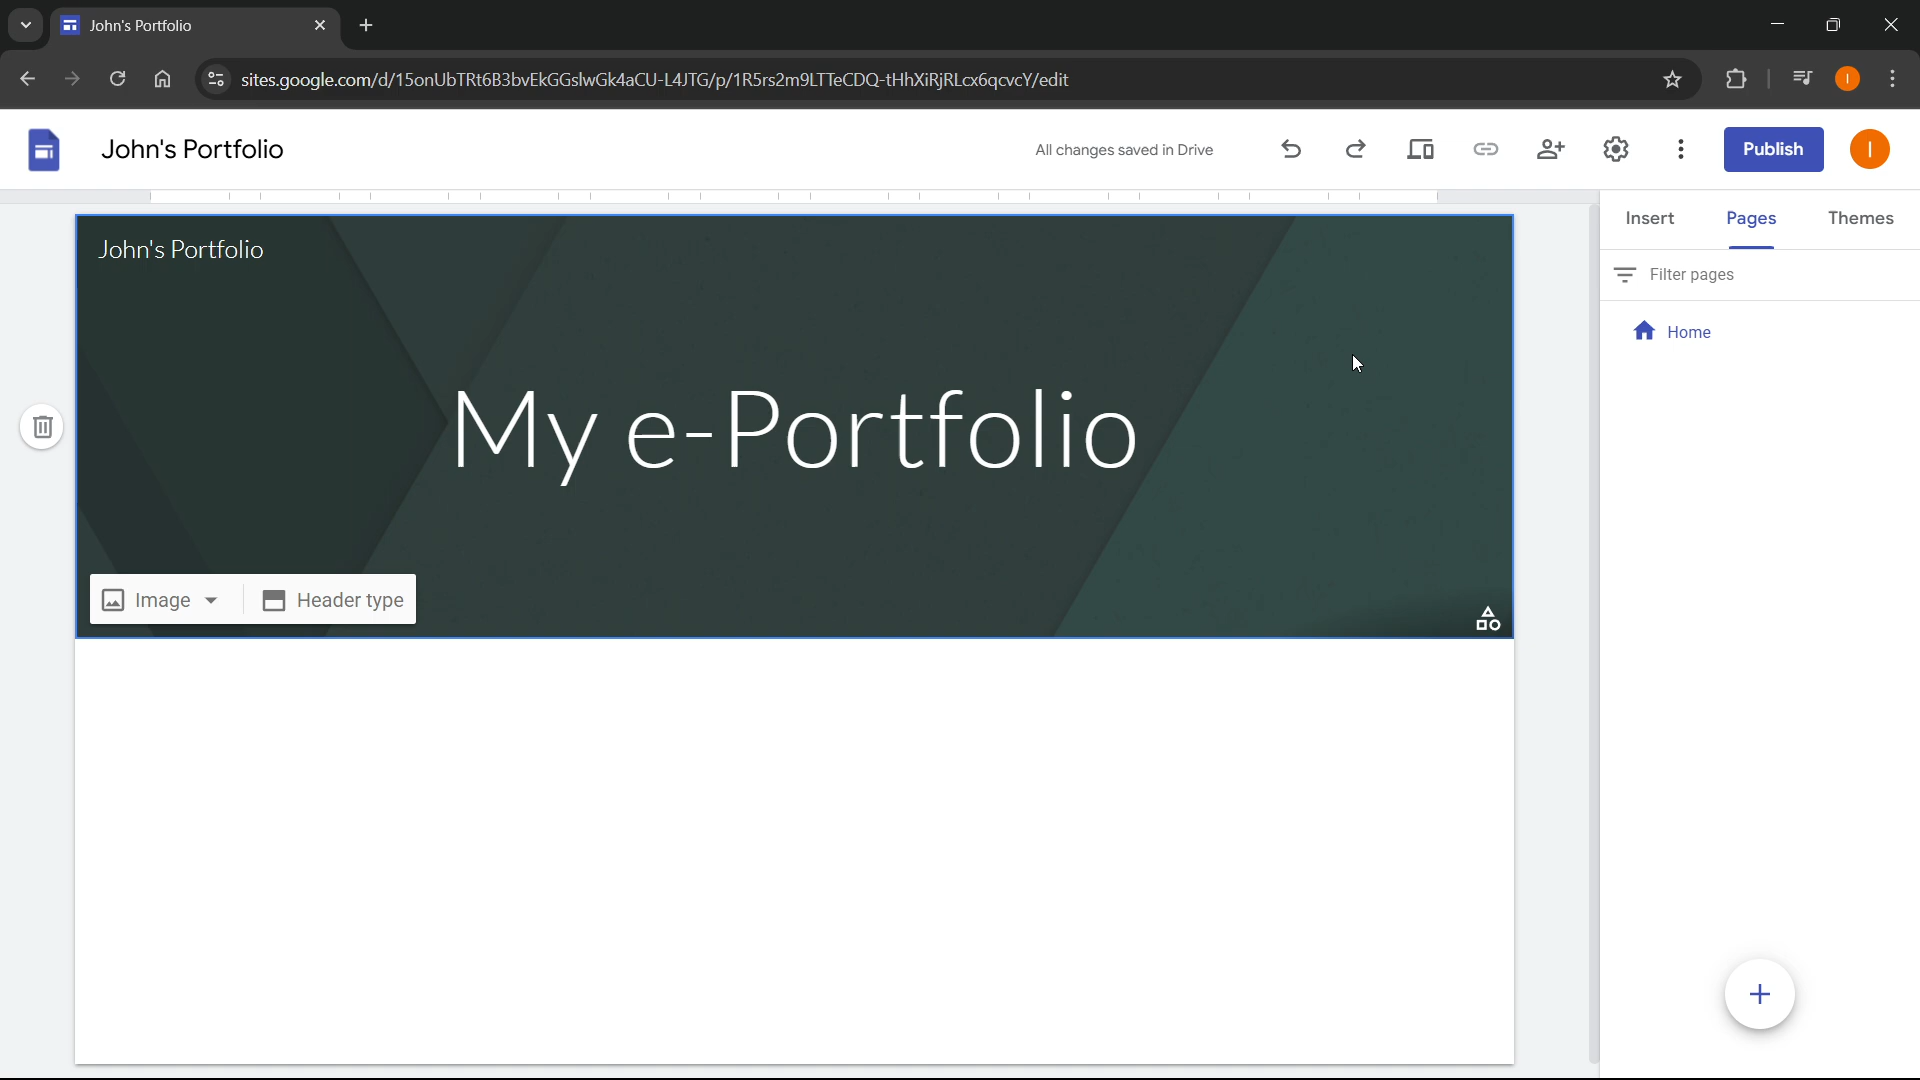 John's Portfolio
sites.google.com/d/15onUbTRt6B3bvEkGGslwGk4aCU-L4JTG/p/1R5rs2m9LTTeCDQ-tHhXiRjRLcx6qcvcY/edit
I
John's Portfolio
All changes saved in Drive
Publish
I
Insert
Pages
Themes
John's Portfolio
Filter pages
Home
My e-Portfolio
Image
Header type